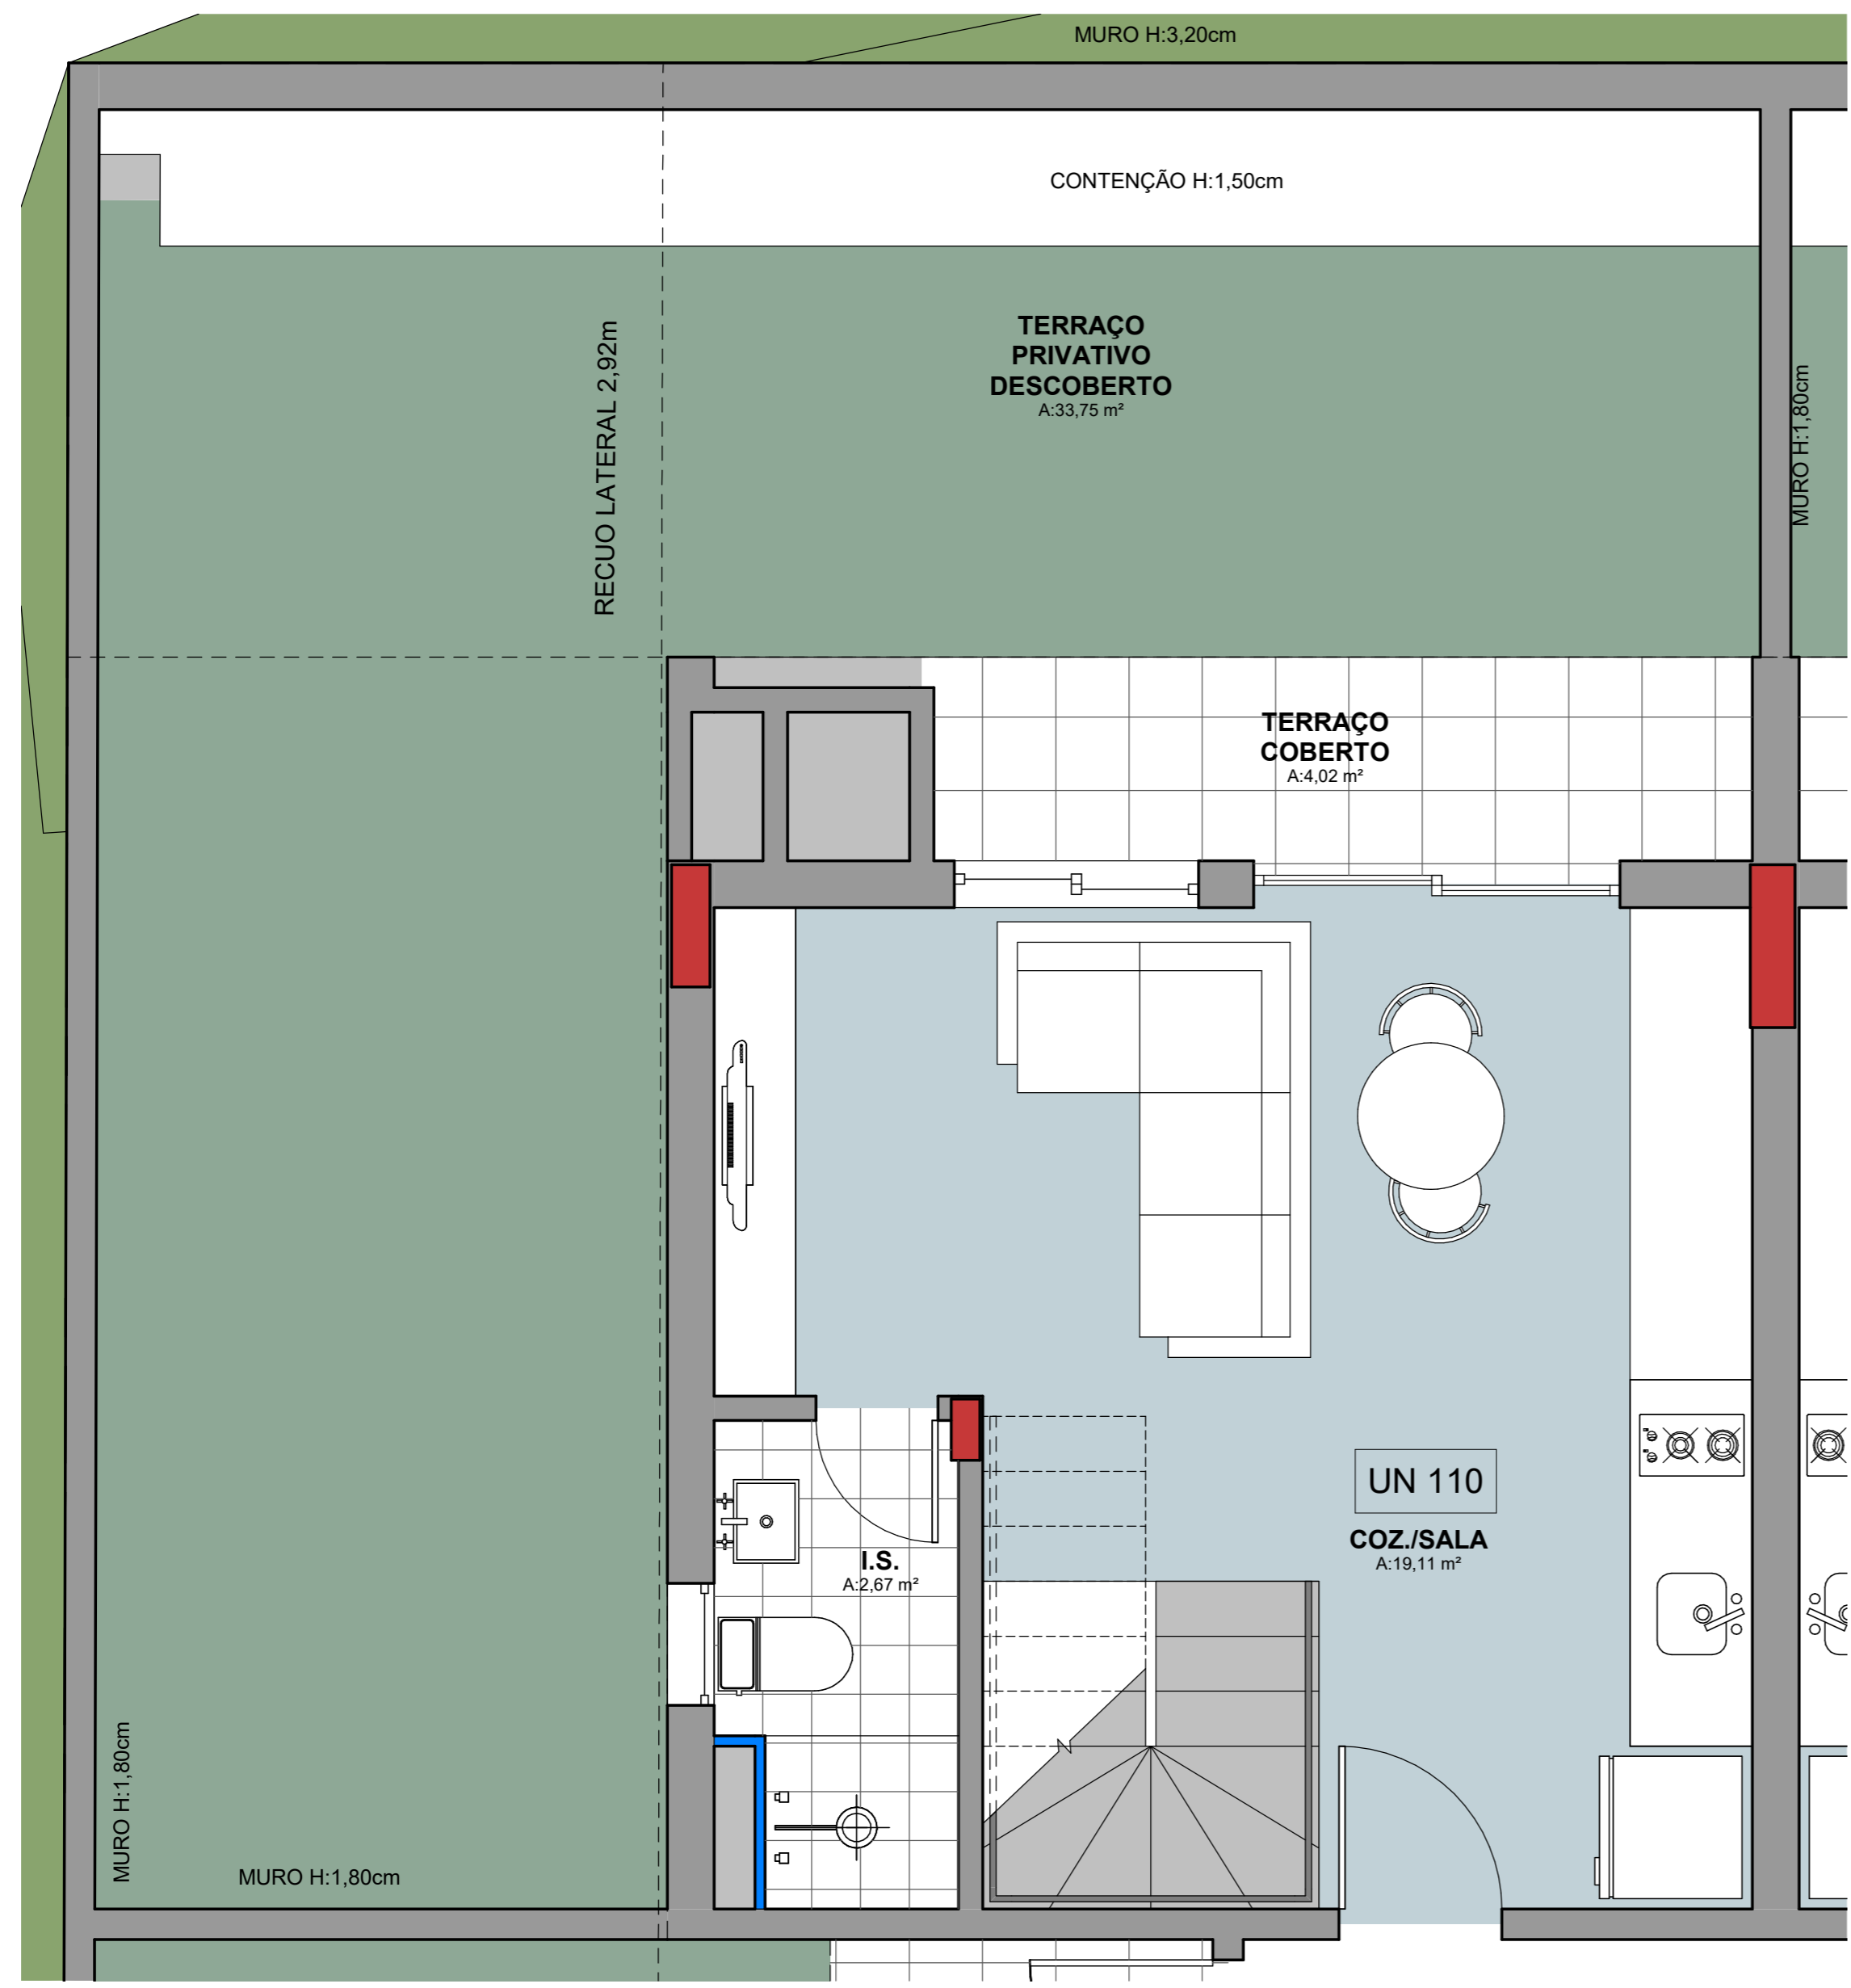 MURO H:3,20cm
CONTENÇÃO H:1,50cm
RECUO LATERAL 2,92m
TERRAÇO
PRIVATIVO
DESCOBERTO
A:33,75 m²
MURO H:1,80cm
TERRAÇO
COBERTO
A:4,02 m²
UN 110
COZ./SALA
A:19,11 m²
I.S.
A:2,67 m²
MURO H:1,80cm
MURO H:1,80cm